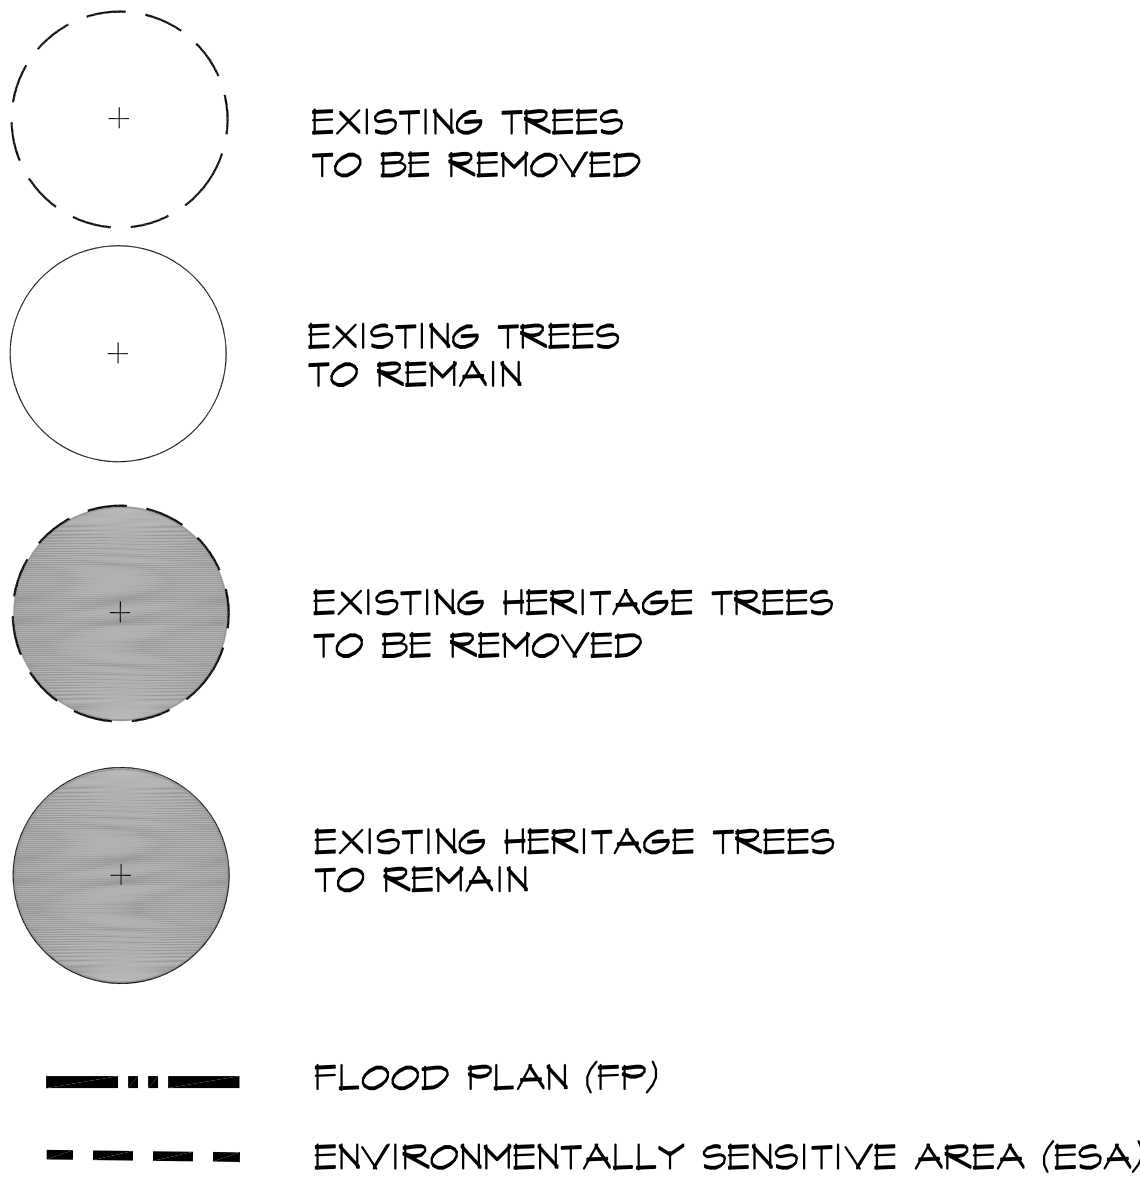 EXISTING TREES
TO BE REMOVED
EXISTING TREES
TO REMAIN
EXISTING HERITAGE TREES
TO BE REMOVED
EXISTING HERITAGE TREES
TO REMAIN
FLOOD PLAN (FP)
ENVIRONMENTALLY SENSITIVE AREA (ESA)